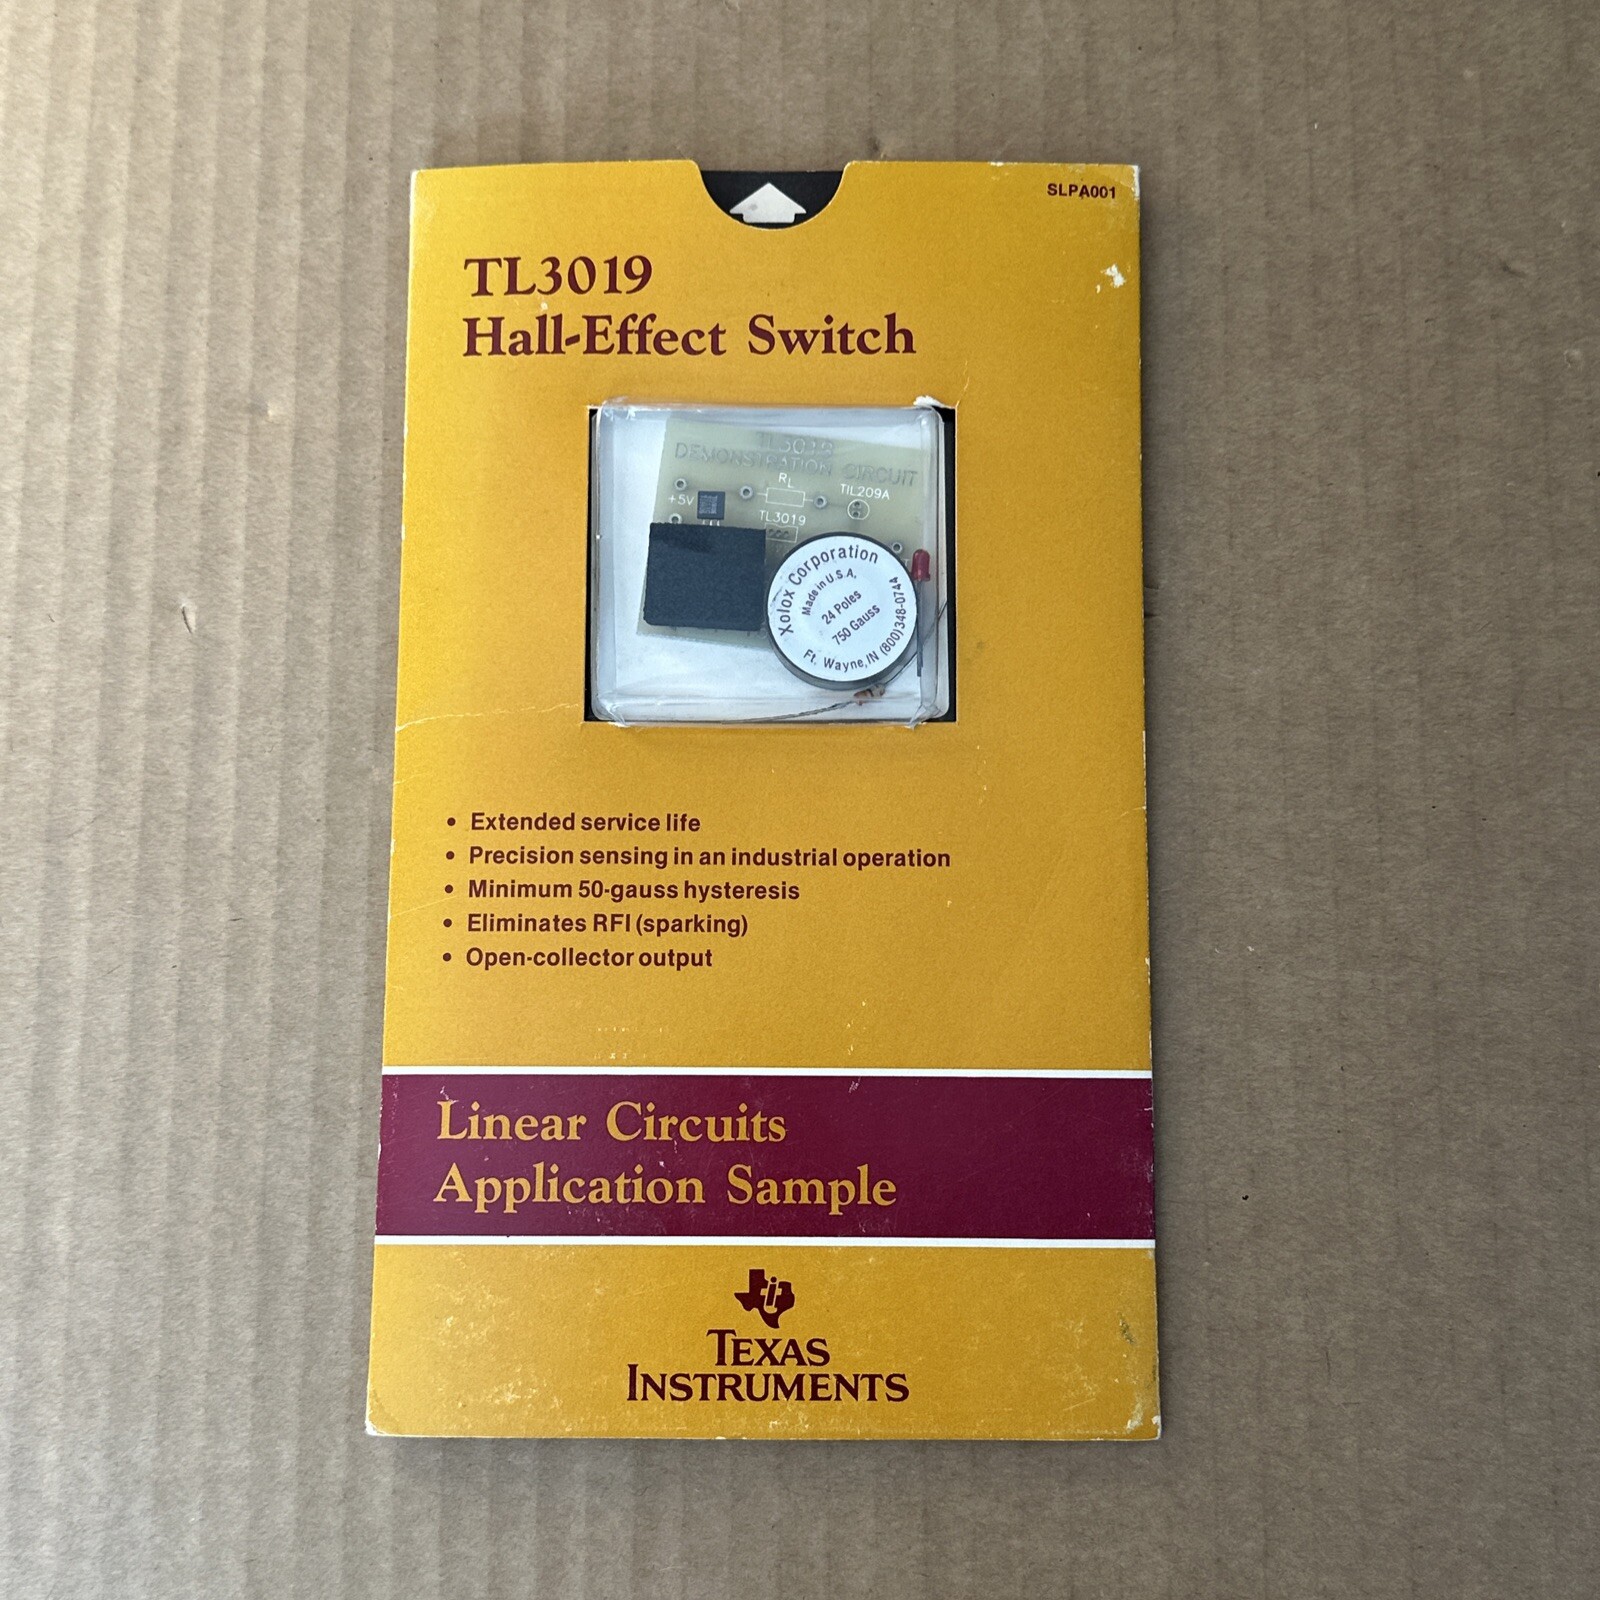 SLPA001
TL3019
Hall-Effect Switch
TL3019
DEMONSTRATION CIRCUIT
RL
TIL209A
+5V
TL3019
Xolox Corporation
Made in U.S.A.
24 Poles
750 Gauss
Ft. Wayne, IN (800)348-0744
• Extended service life
• Precision sensing in an industrial operation
• Minimum 50-gauss hysteresis
• Eliminates RFI (sparking)
• Open-collector output
Linear Circuits
Application Sample
TEXAS
INSTRUMENTS